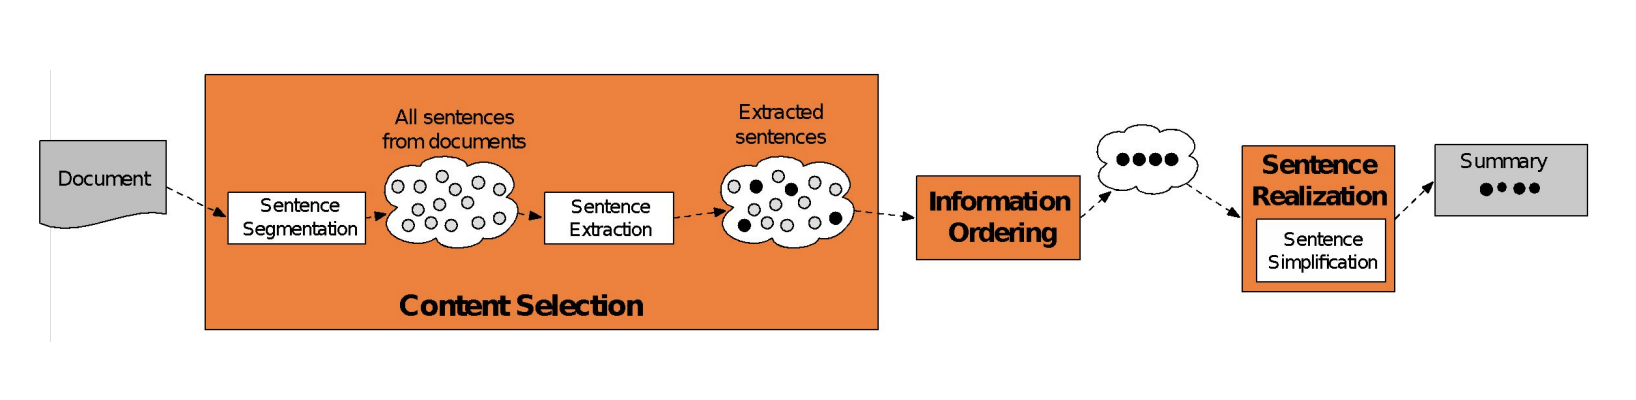 Document
All sentences
from documents
Sentence
Segmentation
Sentence
Extraction
Extracted
sentences
Content Selection
Information
Ordering
Sentence
Realization
Sentence
Simplification
Summary